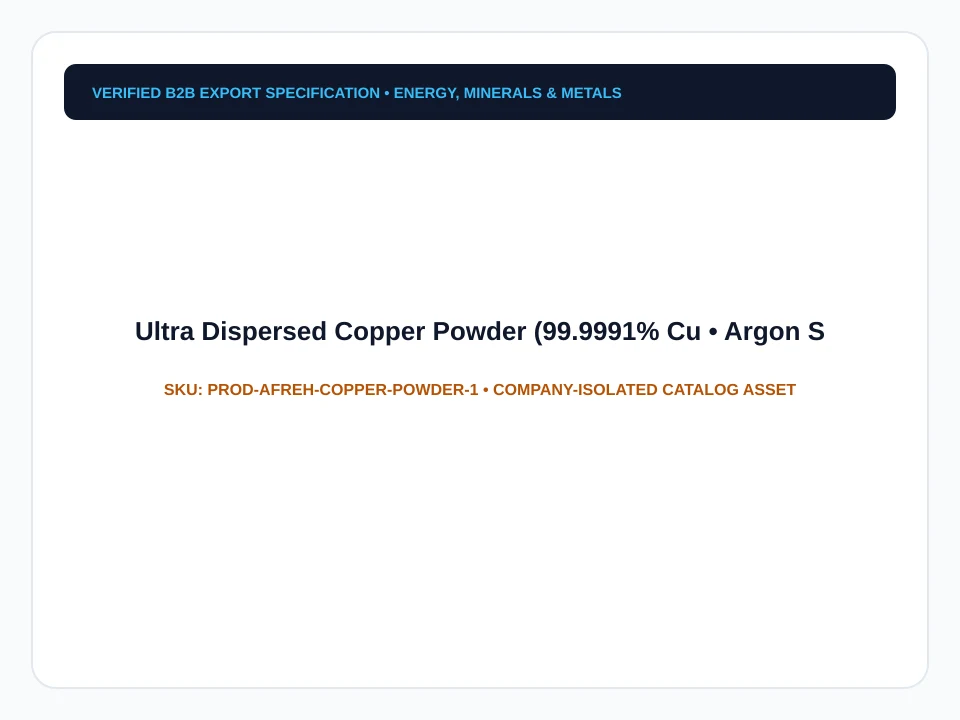 VERIFIED B2B EXPORT SPECIFICATION • ENERGY, MINERALS & METALS
Ultra Dispersed Copper Powder (99.9991% Cu • Argon S
SKU: PROD-AFREH-COPPER-POWDER-1 • COMPANY-ISOLATED CATALOG ASSET